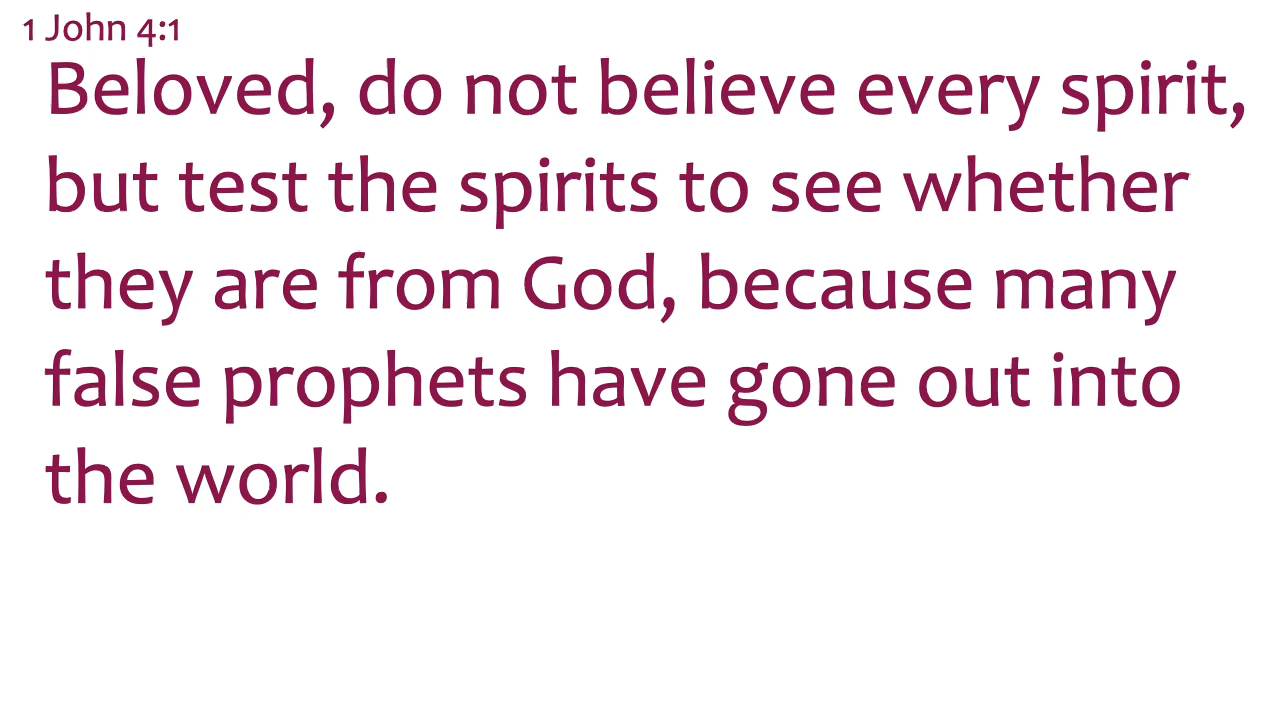 1 John 4:1
Beloved, do not believe every spirit,
but test the spirits to see whether
they are from God, because many
false prophets have gone out into
the world.